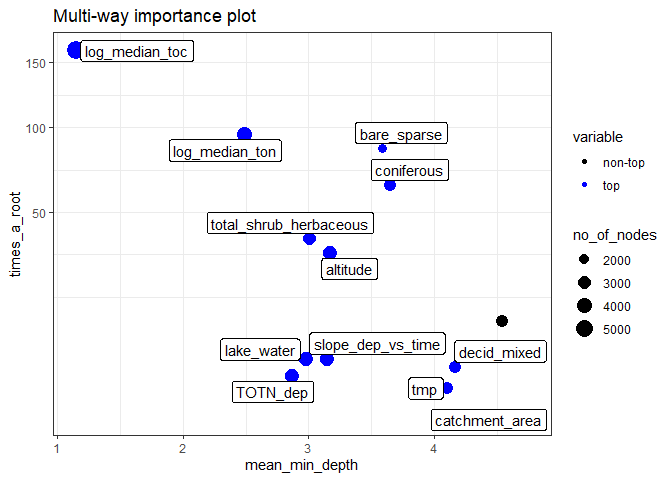 Multi-way importance plot
log_median_toc
150
100
bare_sparse
log_median_ton
coniferous
variable
non-top
top
50
total_shrub_herbaceous
altitude
times_a_root
no_of_nodes
2000
3000
4000
5000
slope_dep_vs_time
lake_water
decid_mixed
TOTN_dep
tmp
catchment_area
1
2
3
4
mean_min_depth